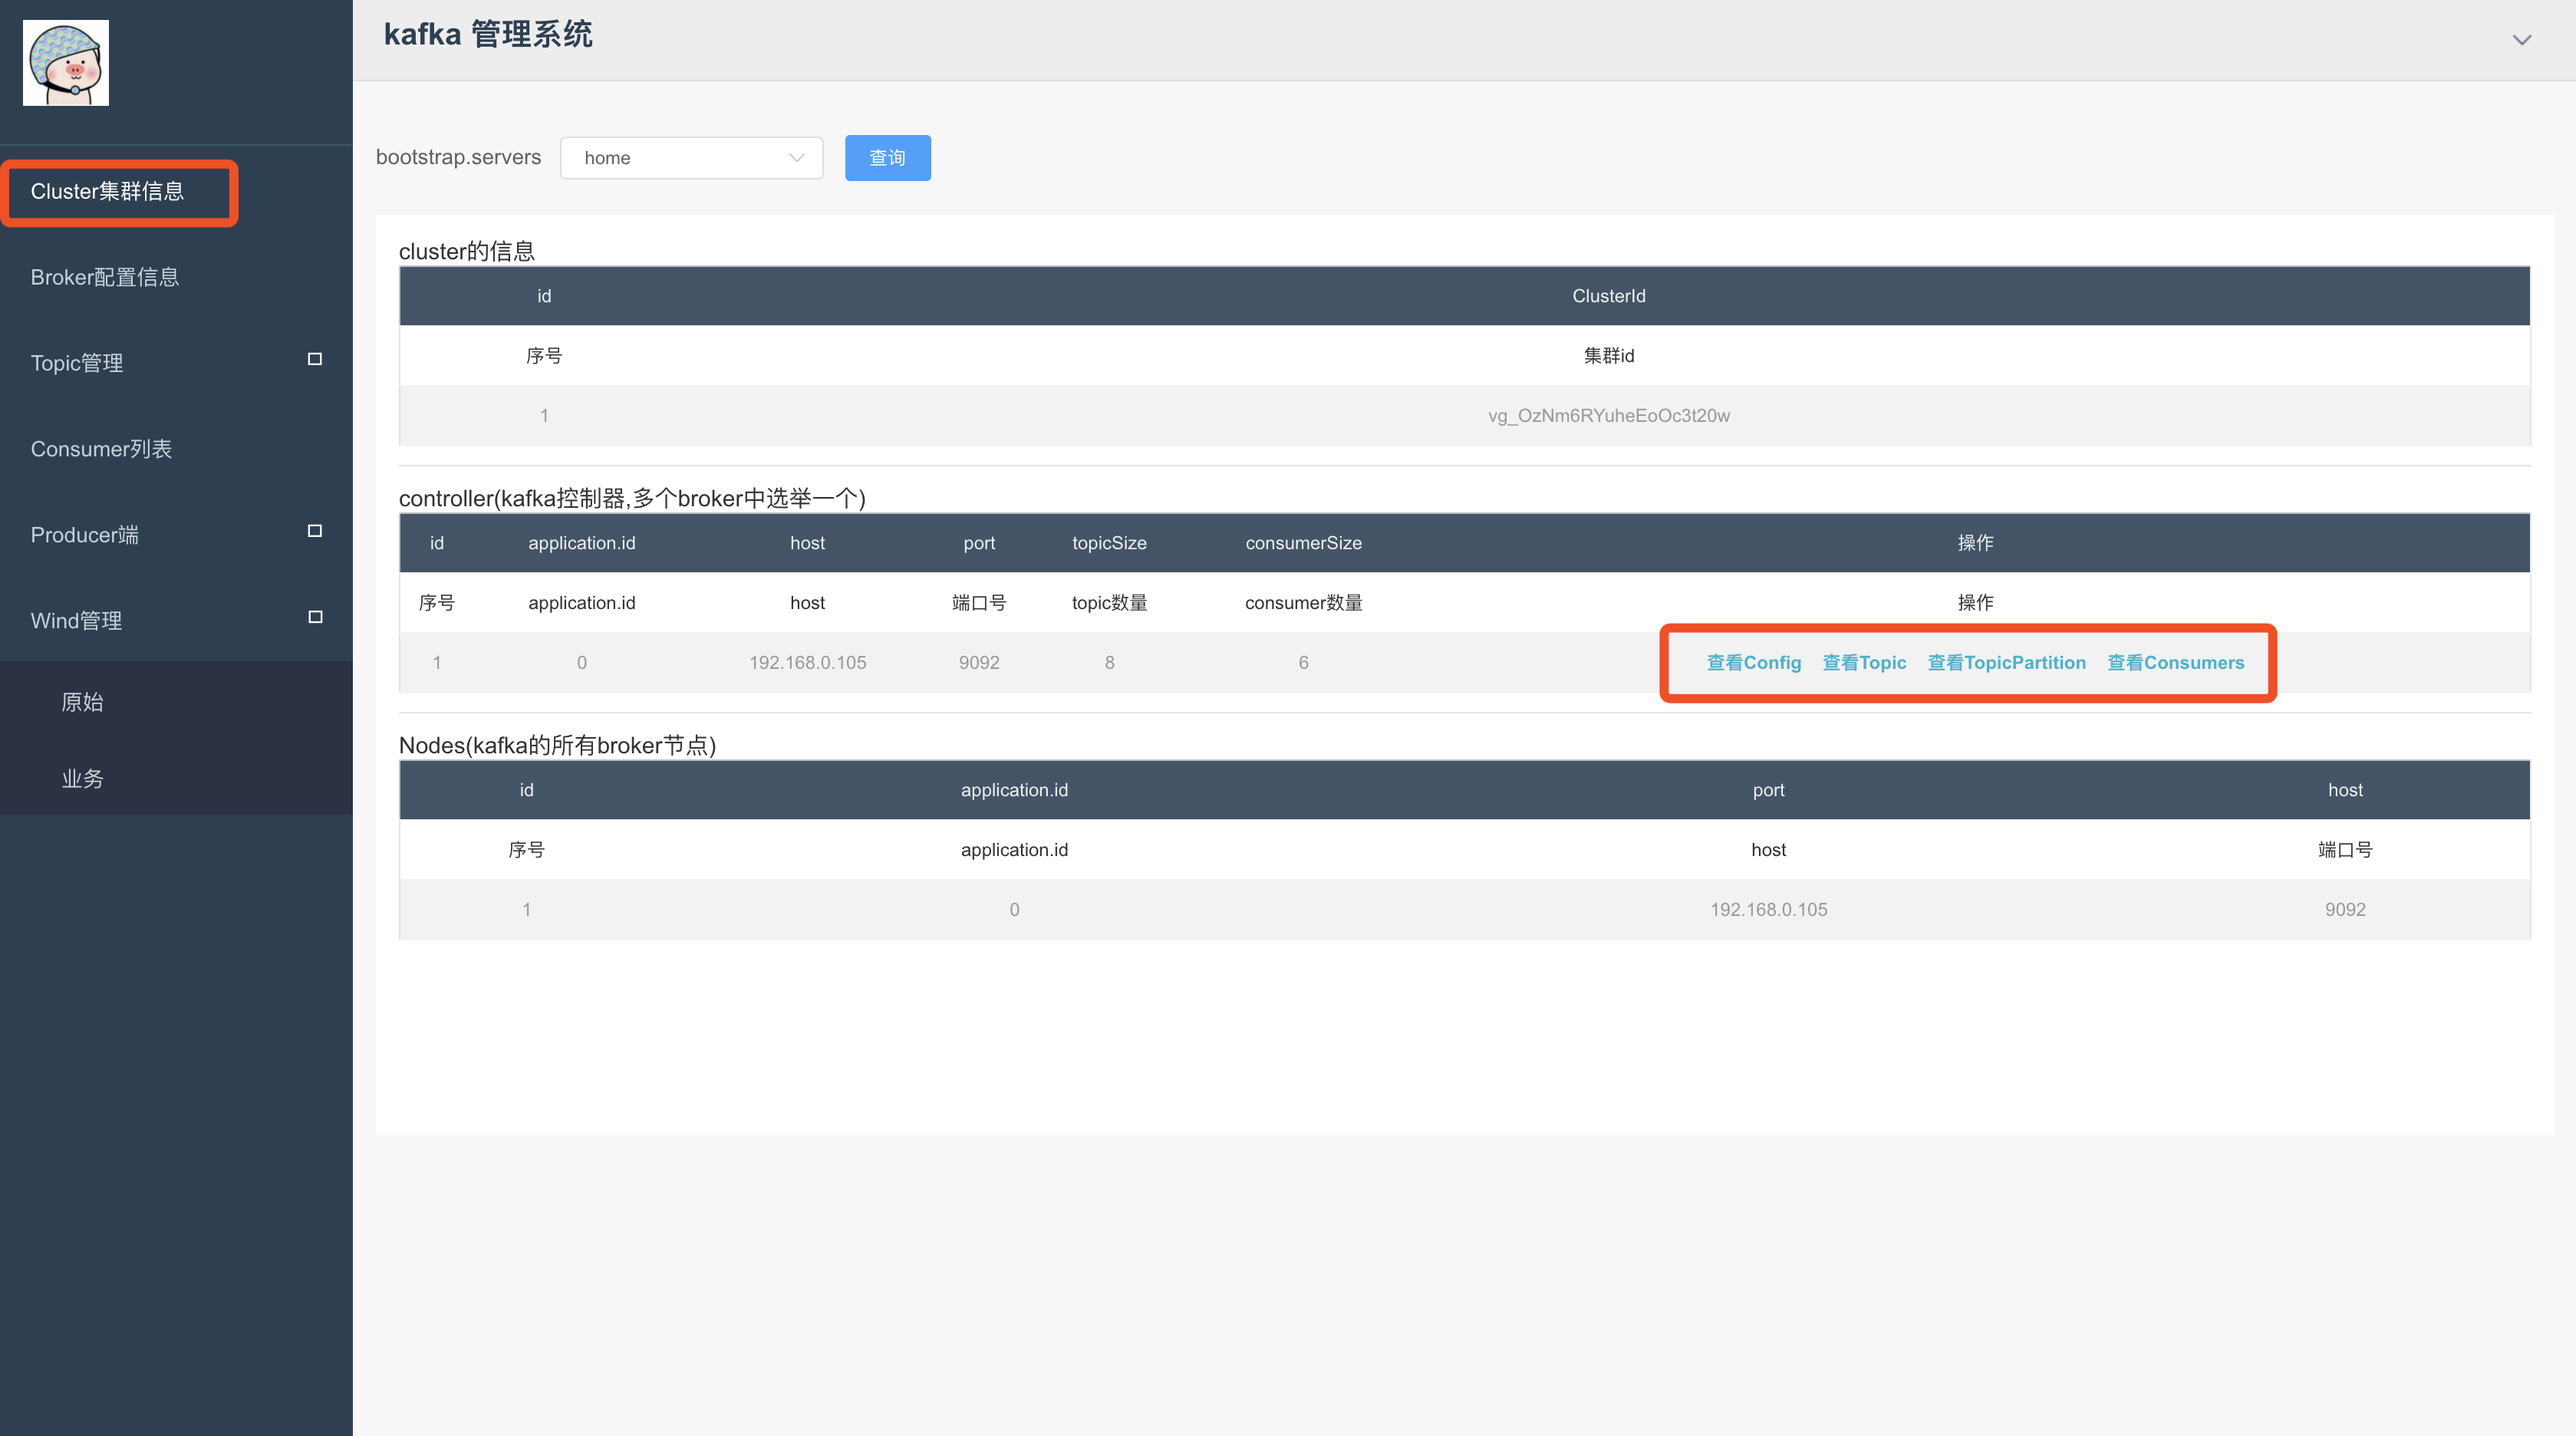 kafka 管理系统
Cluster集群信息
Broker配置信息
Topic管理
Consumer列表
Producer端
Wind管理
原始
业务
bootstrap.servers home 查询
cluster的信息
id ClusterId
序号 集群id
1 vg_OzNm6RYuheEoOc3t20w
controller(kafka控制器,多个broker中选举一个)
id application.id host port topicSize consumerSize 操作
序号 application.id host 端口号 topic数量 consumer数量 操作
1 0 192.168.0.105 9092 8 6 查看Config 查看Topic 查看TopicPartition 查看Consumers
Nodes(kafka的所有broker节点)
id application.id port host
序号 application.id host 端口号
1 0 192.168.0.105 9092